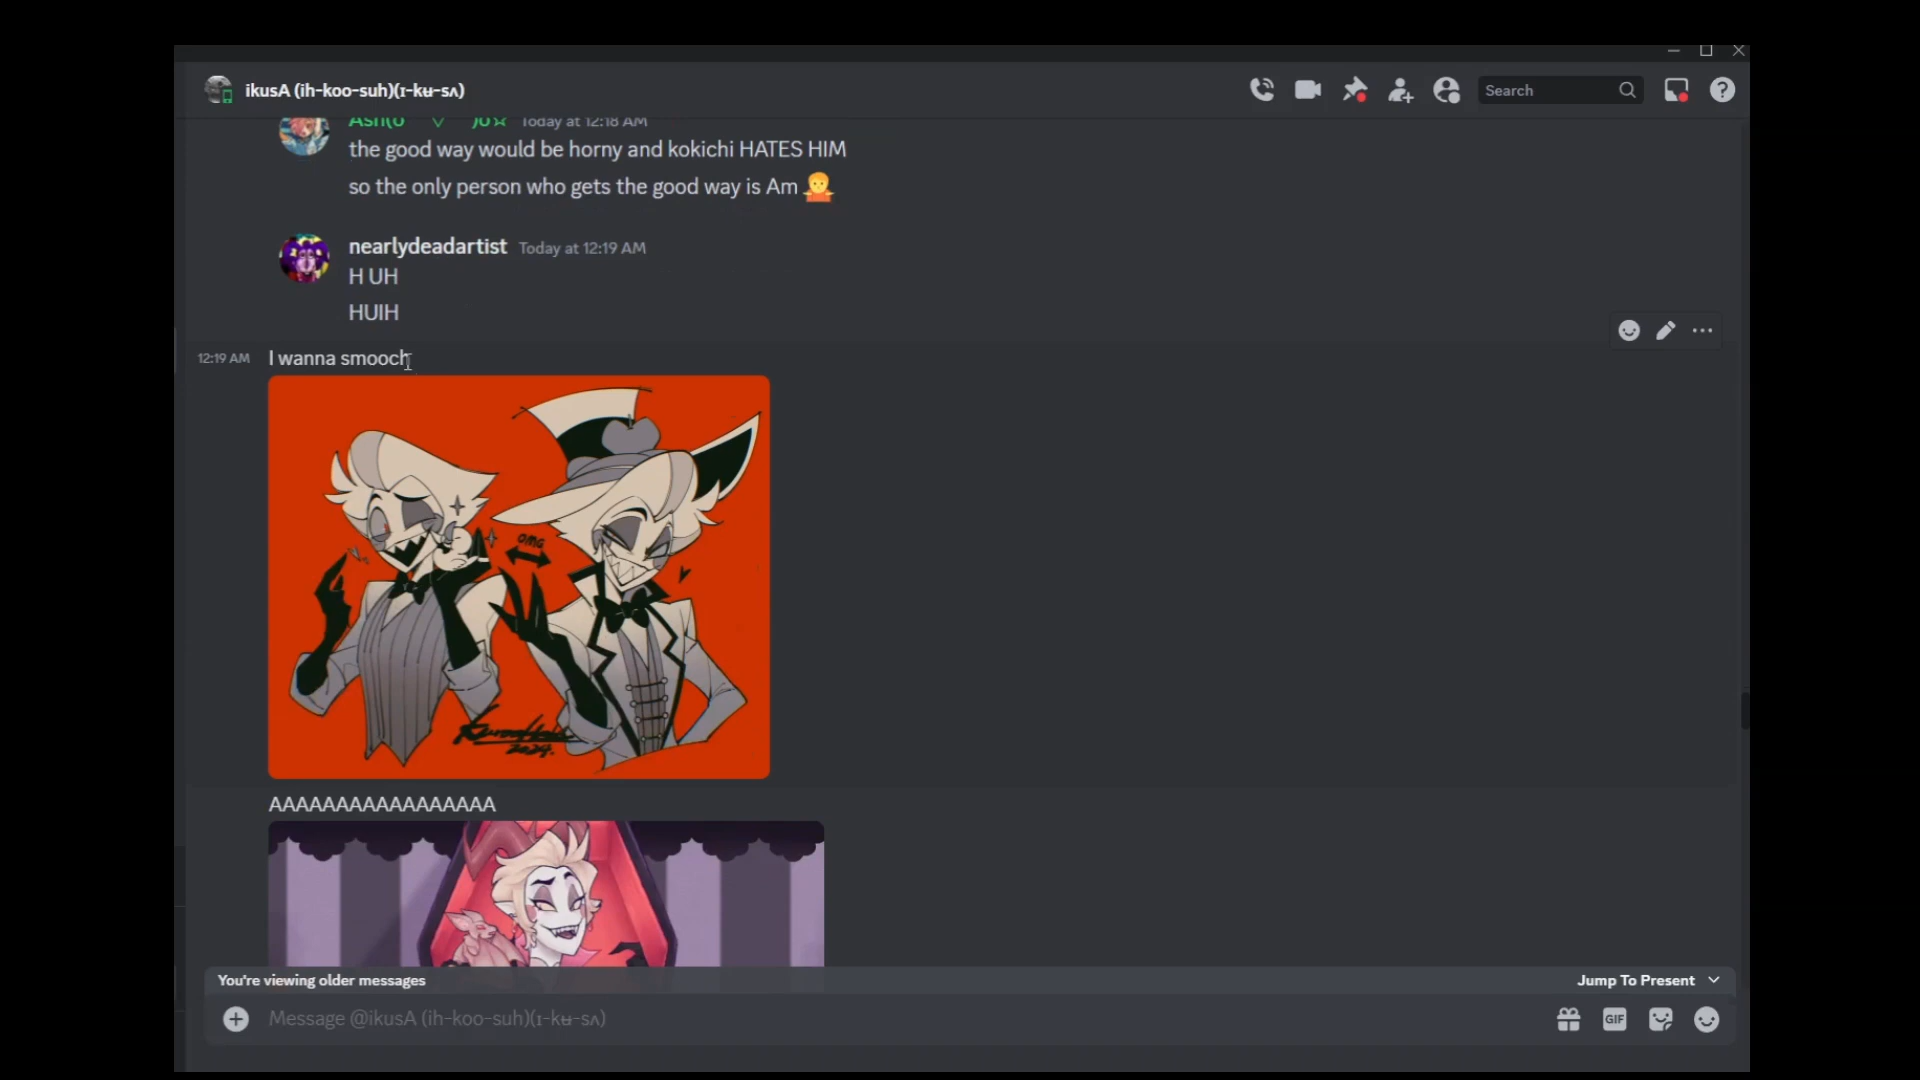 ikusA (ih-koo-suh)(ɪ-kʉ-sʌ)
Search
Today at 12:18 AM
the good way would be horny and kokichi HATES HIM
so the only person who gets the good way is Am 🤷
nearlydeadartist Today at 12:19 AM
H UH
HUIH
12:19 AM I wanna smooch
OMG
2024.
AAAAAAAAAAAAAAAAA
You're viewing older messages
Jump To Present
Message @ikusA (ih-koo-suh)(ɪ-kʉ-sʌ)
GIF